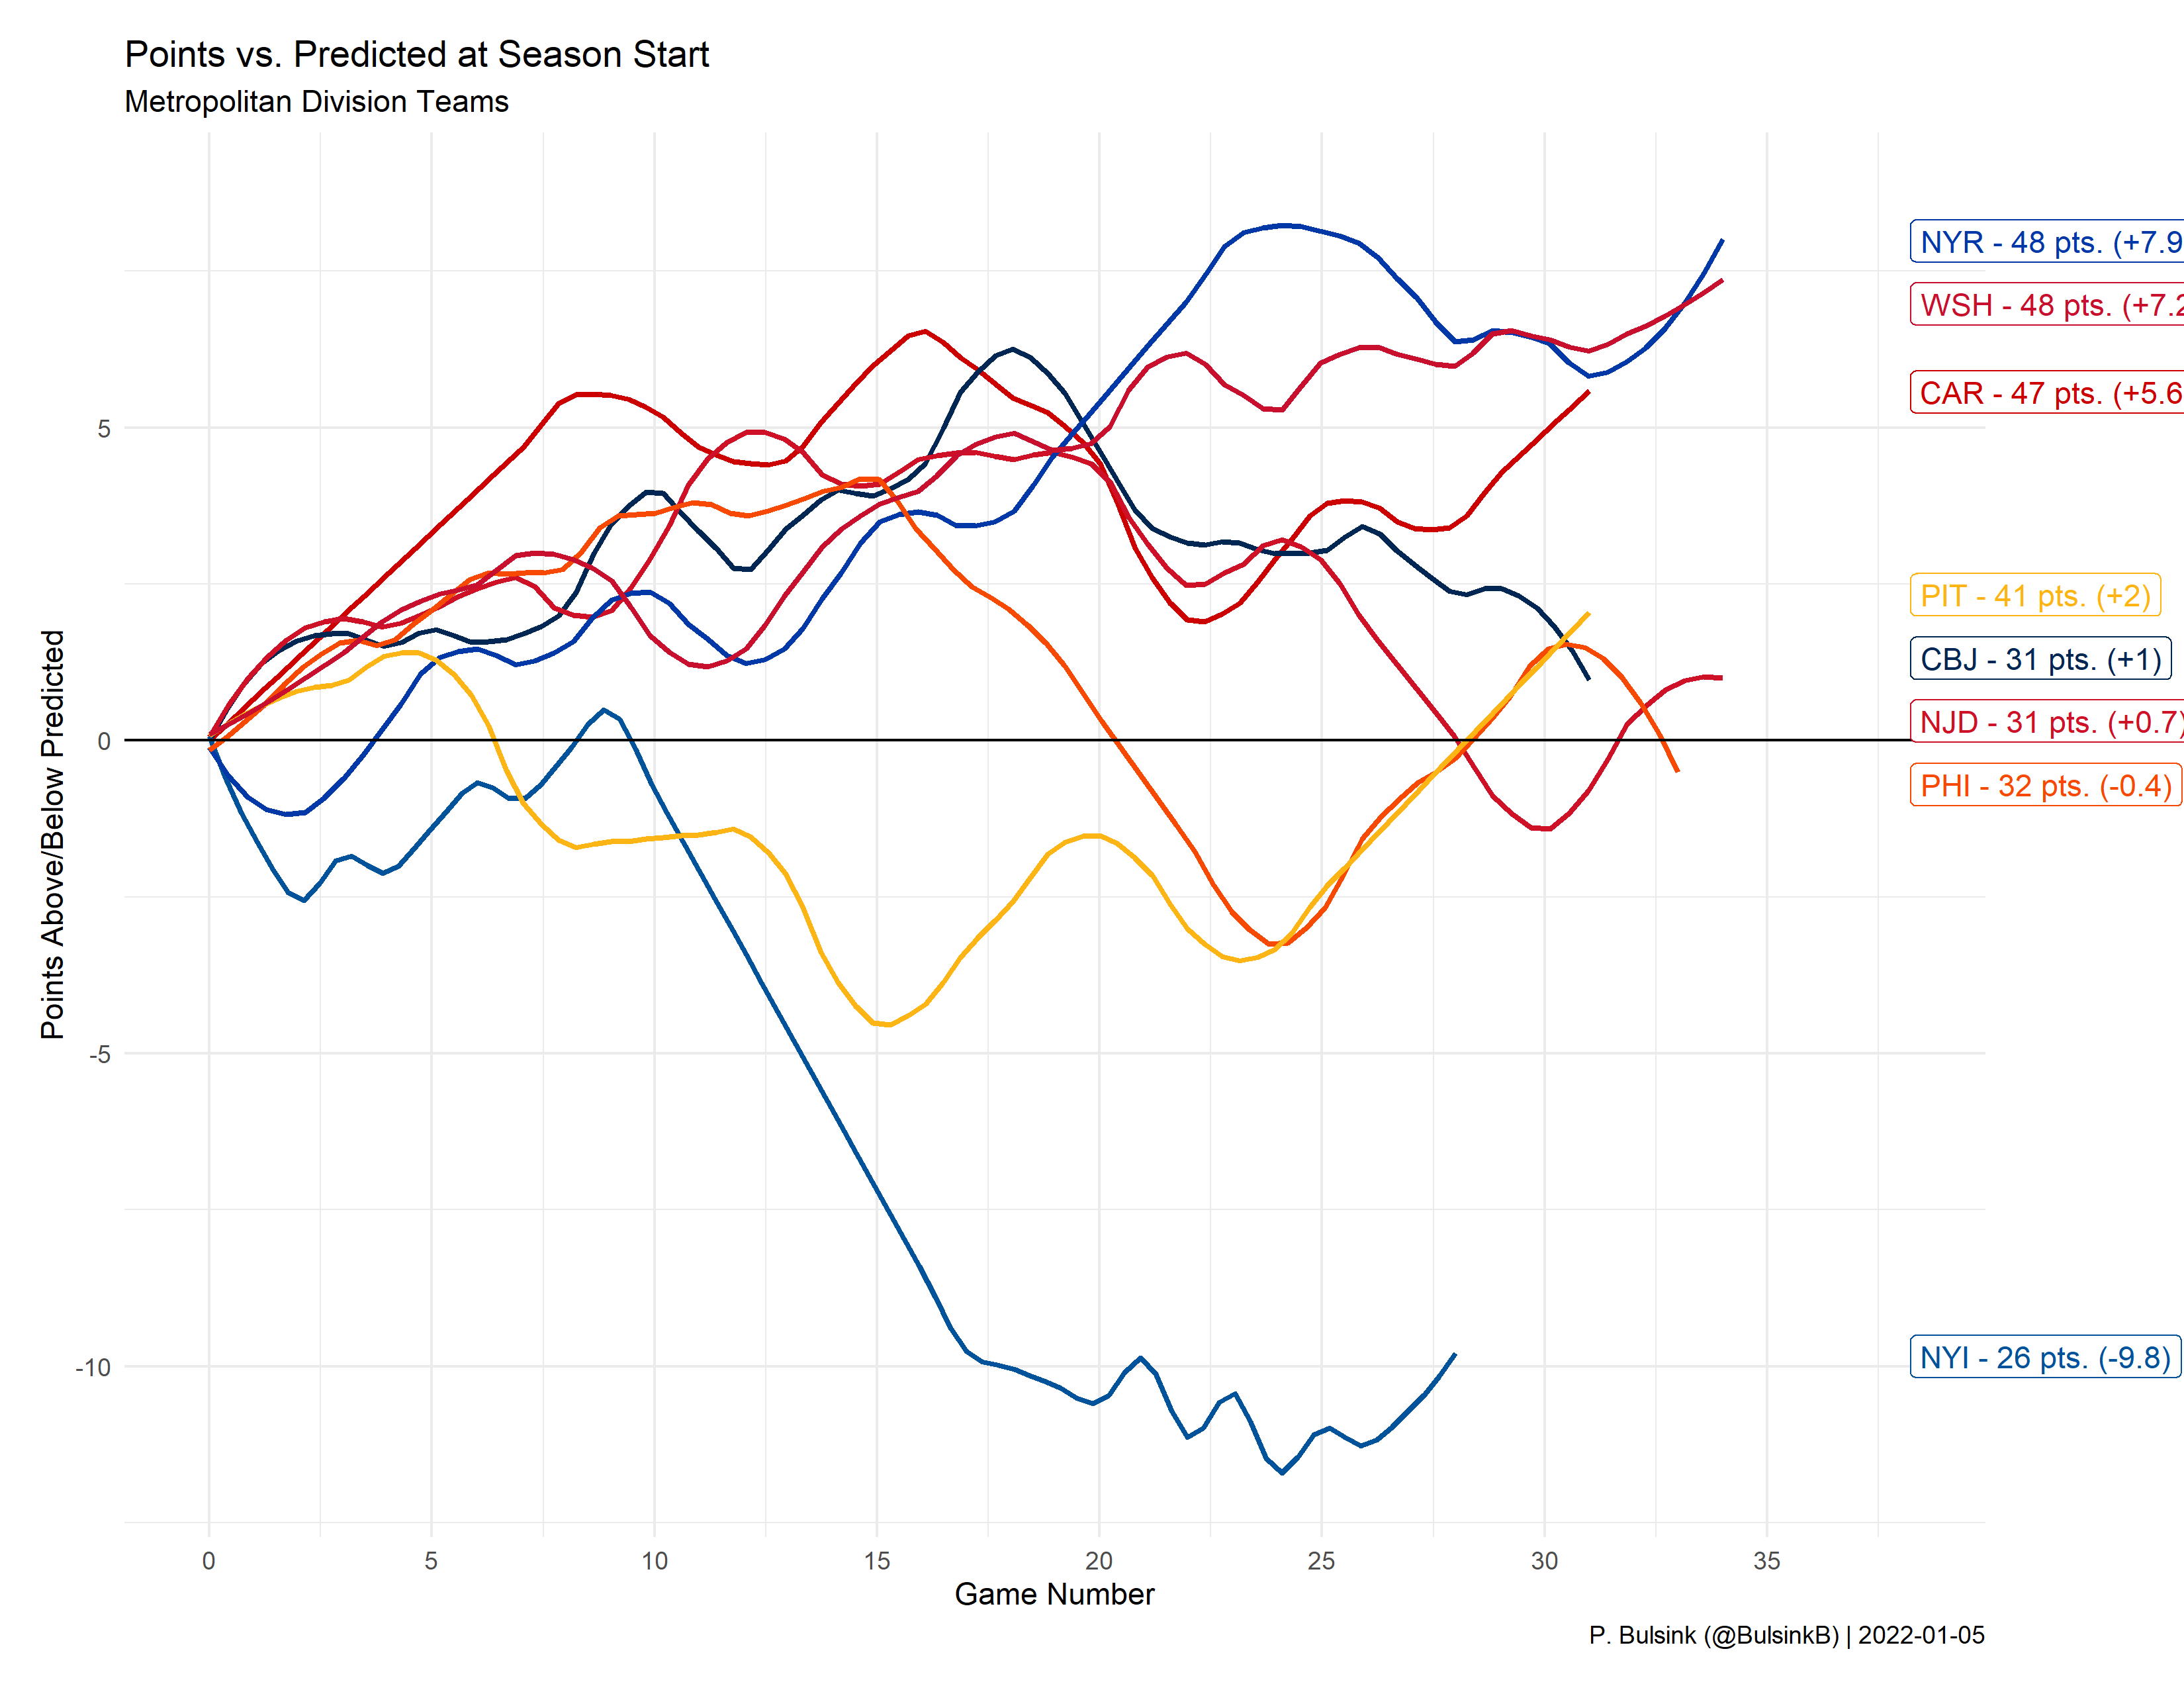 Points vs. Predicted at Season Start
Metropolitan Division Teams
Points Above/Below Predicted
5
0
-5
-10
NYR - 48 pts. (+7.9
WSH - 48 pts. (+7.2
CAR - 47 pts. (+5.6
PIT - 41 pts. (+2)
CBJ - 31 pts. (+1)
NJD - 31 pts. (+0.7)
PHI - 32 pts. (-0.4)
NYI - 26 pts. (-9.8)
0 5 10 15 20 25 30 35
Game Number
P. Bulsink (@BulsinkB) | 2022-01-05